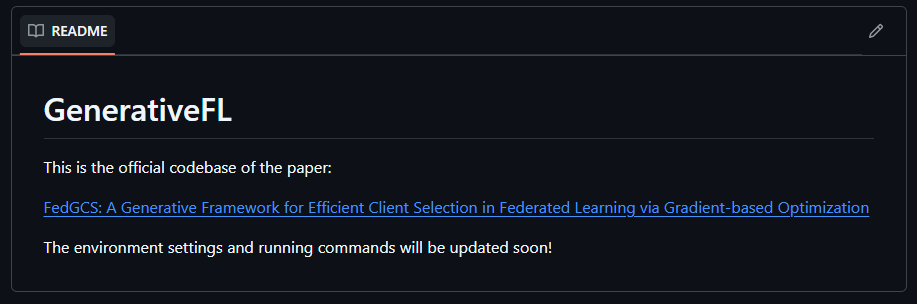 README
GenerativeFL
This is the official codebase of the paper:
FedGCS: A Generative Framework for Efficient Client Selection in Federated Learning via Gradient-based Optimization
The environment settings and running commands will be updated soon!